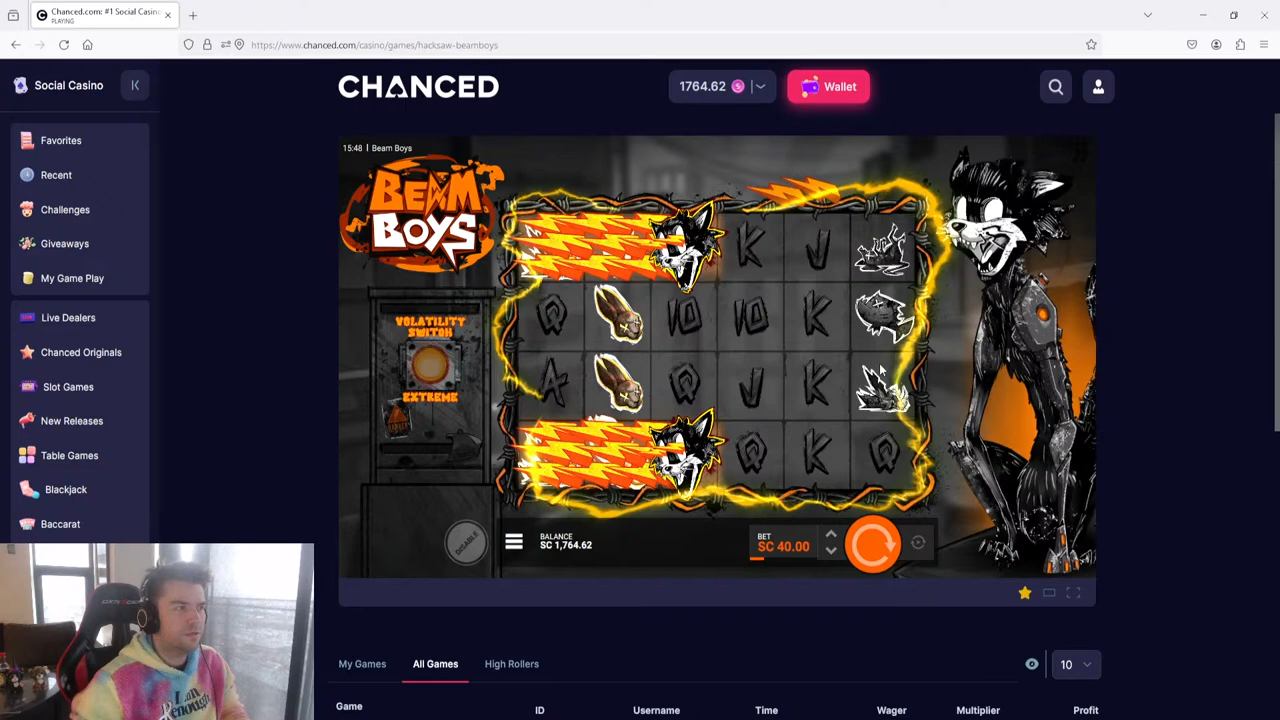 Chanced.com: #1 Social Casino
PLAYING
https://www.chanced.com/casino/games/hacksaw-beamboys
Social Casino
CHANCED
1764.62
Wallet
Favorites
Recent
Challenges
Giveaways
My Game Play
Live Dealers
Chanced Originals
Slot Games
New Releases
Table Games
Blackjack
Baccarat
15:48 | Beam Boys
BEAM
BOYS
VOLATILITY
SWITCH
EXTREME
K J
Q 10 10 K
A Q J K
Q K Q
DISABLE
BALANCE
SC 1,764.62
BET
SC 40.00
My Games
All Games
High Rollers
10
Game
ID
Username
Time
Wager
Multiplier
Profit